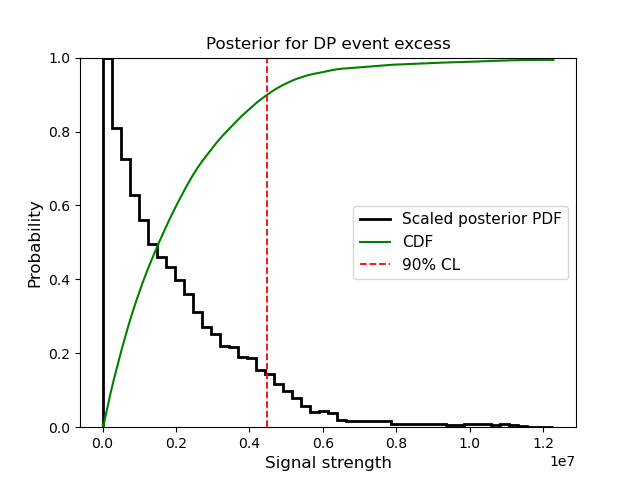 Posterior for DP event excess
Probability
1.0
0.8
0.6
0.4
0.2
0.0
Scaled posterior PDF
CDF
90% CL
0.0 0.2 0.4 0.6 0.8 1.0 1.2
1e7
Signal strength